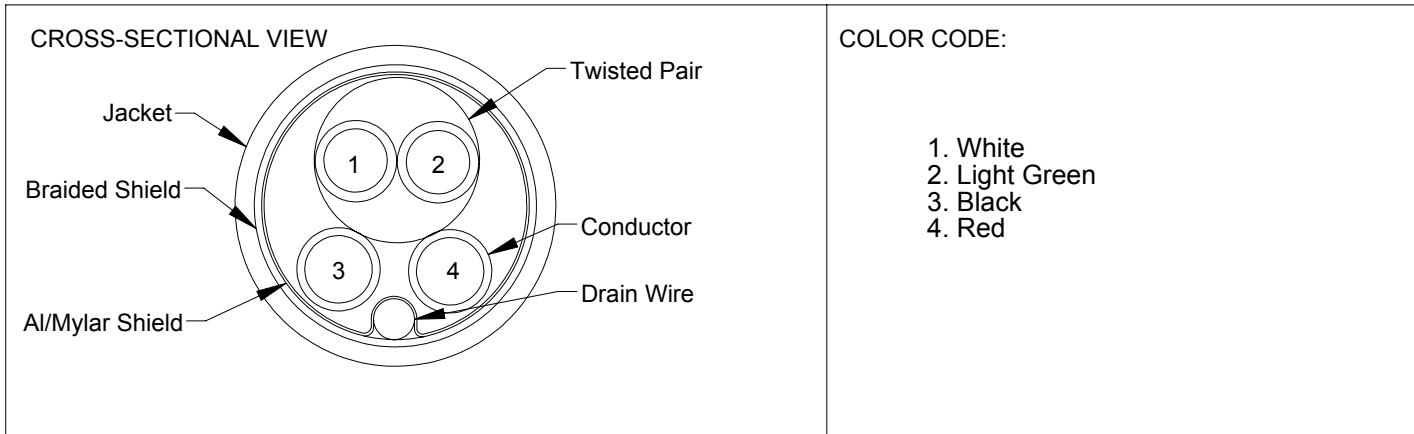 CROSS-SECTIONAL VIEW
Jacket
Braided Shield
Al/Mylar Shield
Twisted Pair
Conductor
Drain Wire
1
2
3
4
COLOR CODE:
1. White
2. Light Green
3. Black
4. Red